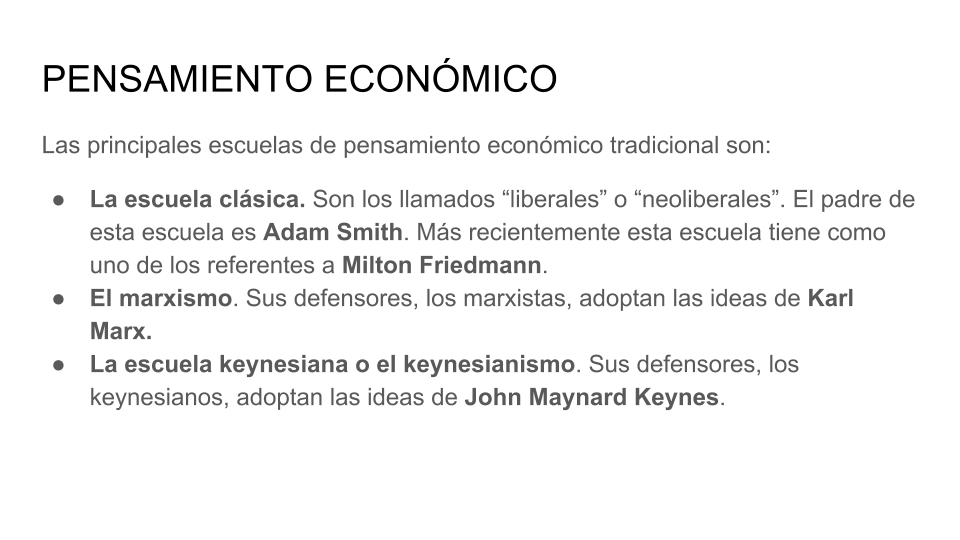 PENSAMIENTO ECONÓMICO
Las principales escuelas de pensamiento económico tradicional son:
● La escuela clásica. Son los llamados “liberales” o “neoliberales”. El padre de
esta escuela es Adam Smith. Más recientemente esta escuela tiene como
uno de los referentes a Milton Friedmann.
● El marxismo. Sus defensores, los marxistas, adoptan las ideas de Karl
Marx.
● La escuela keynesiana o el keynesianismo. Sus defensores, los
keynesianos, adoptan las ideas de John Maynard Keynes.